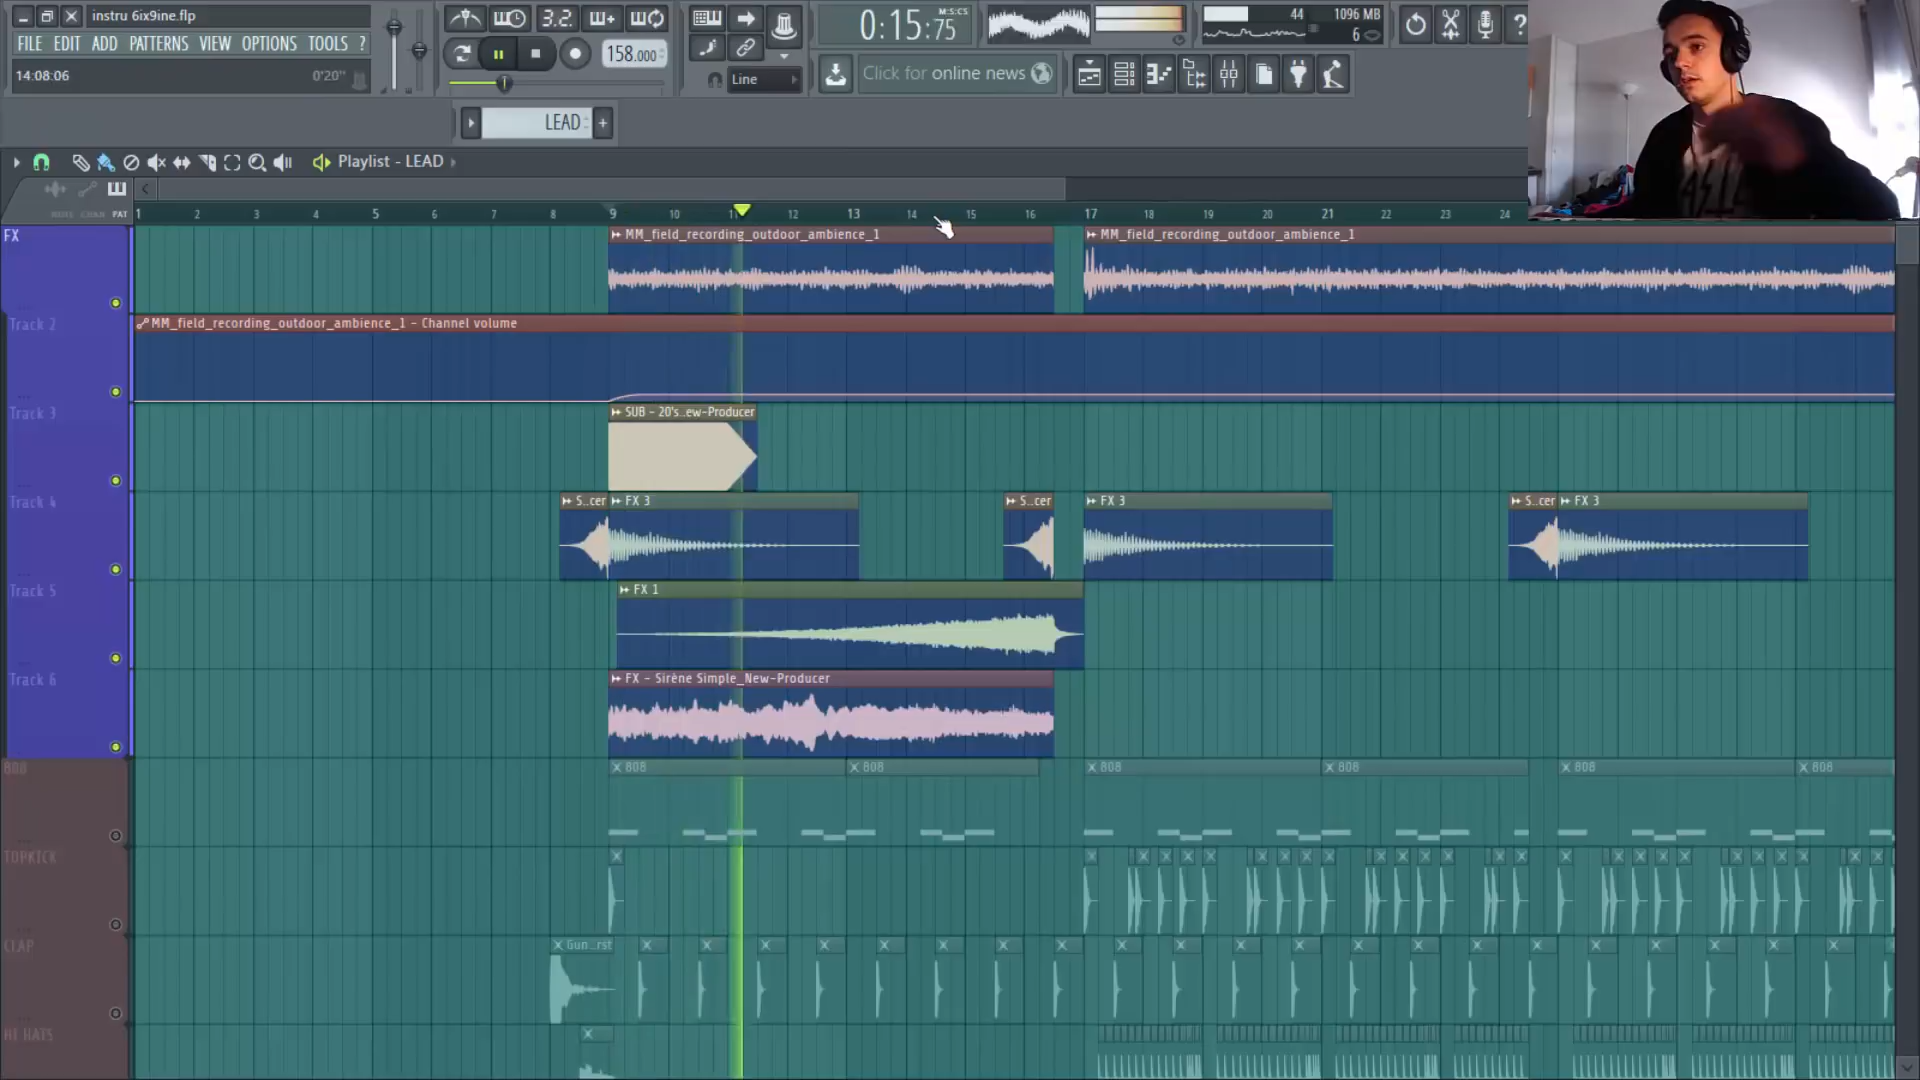 instru 6ix9ine.flp
FILE EDIT ADD PATTERNS VIEW OPTIONS TOOLS ?
14:08:06 0'20"
3.2.
158.000
Line
0:15:75 M:S:CS
44 1096 MB
6
Click for online news
LEAD
Playlist - LEAD
NOTE CHAN PAT
1 2 3 4 5 6 7 8 9 10 11 12 13 14 15 16 17 18 19 20 21 22 23 24
FX
MM_field_recording_outdoor_ambience_1 MM_field_recording_outdoor_ambience_1
Track 2
MM_field_recording_outdoor_ambience_1 - Channel volume
Track 3
SUB - 20's..ew-Producer
Track 4
S..cer FX 3 S..cer FX 3 S..cer FX 3
Track 5
FX 1
Track 6
FX - Sirène Simple_New-Producer
808
808 808 808 808 808 808
TOPKICK
CLAP
Gun_rst
HI HATS